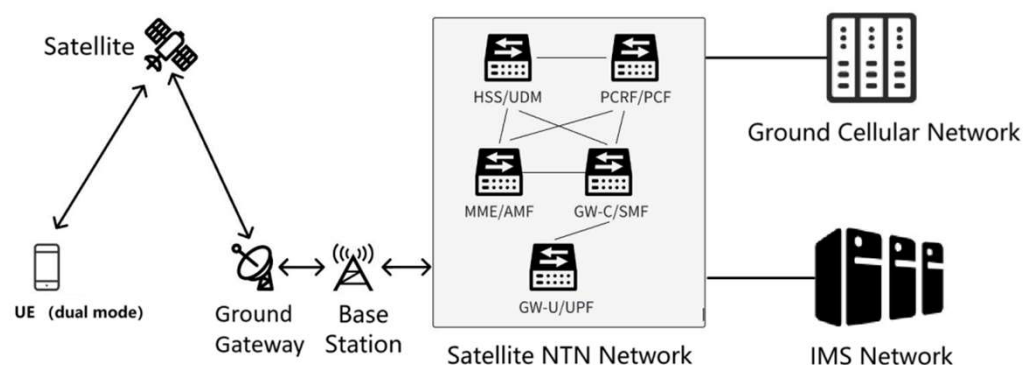 Satellite
HSS/UDM
PCRF/PCF
Ground Cellular Network
MME/AMF
GW-C/SMF
UE (dual mode)
Ground
Gateway
Base
Station
GW-U/UPF
Satellite NTN Network
IMS Network